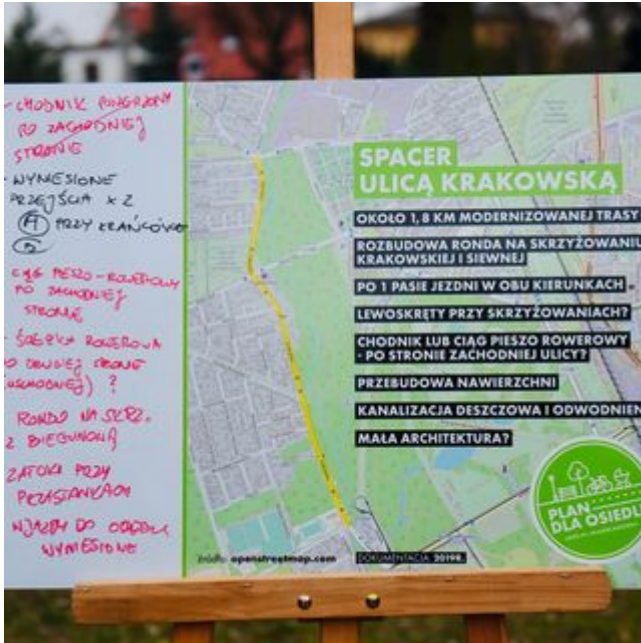 - CHODNIK POSZERZONY
PO ZACHODNIEJ
STRONIE
- WYNIESIONE
PRZEJŚCIA x 2
PRZY KRAŃCÓWCE
CIĄG PIESZO-ROWEROWY
PO ZACHODNIEJ
STRONIE
- ŚCIEŻKA ROWEROWA
PO DRUGIEJ STRONIE
(WSCHODNIEJ) ?
RONDO NA SKRZ.
Z BIEGUNOWĄ
ZATOKI PRZY
PRZYSTANKACH
WJAZDY DO
WYNIESIONE
SPACER
ULICĄ KRAKOWSKĄ
OKOŁO 1,8 KM MODERNIZOWANEJ TRASY
ROZBUDOWA RONDA NA SKRZYŻOWANIU
KRAKOWSKIEJ I SIEWNEJ
PO 1 PASIE JEZDNI W OBU KIERUNKACH
LEWOSKRĘTY PRZY SKRZYŻOWANIACH?
CHODNIK LUB CIĄG PIESZO ROWEROWY
- PO STRONIE ZACHODNIEJ ULICY?
PRZEBUDOWA NAWIERZCHNI
KANALIZACJA DESZCZOWA I ODWODNIEN
MAŁA ARCHITEKTURA?
PLAN
DLA OSIEDLI
źródło: openstreetmap.com
DOKUMENTACJA: 2019R.